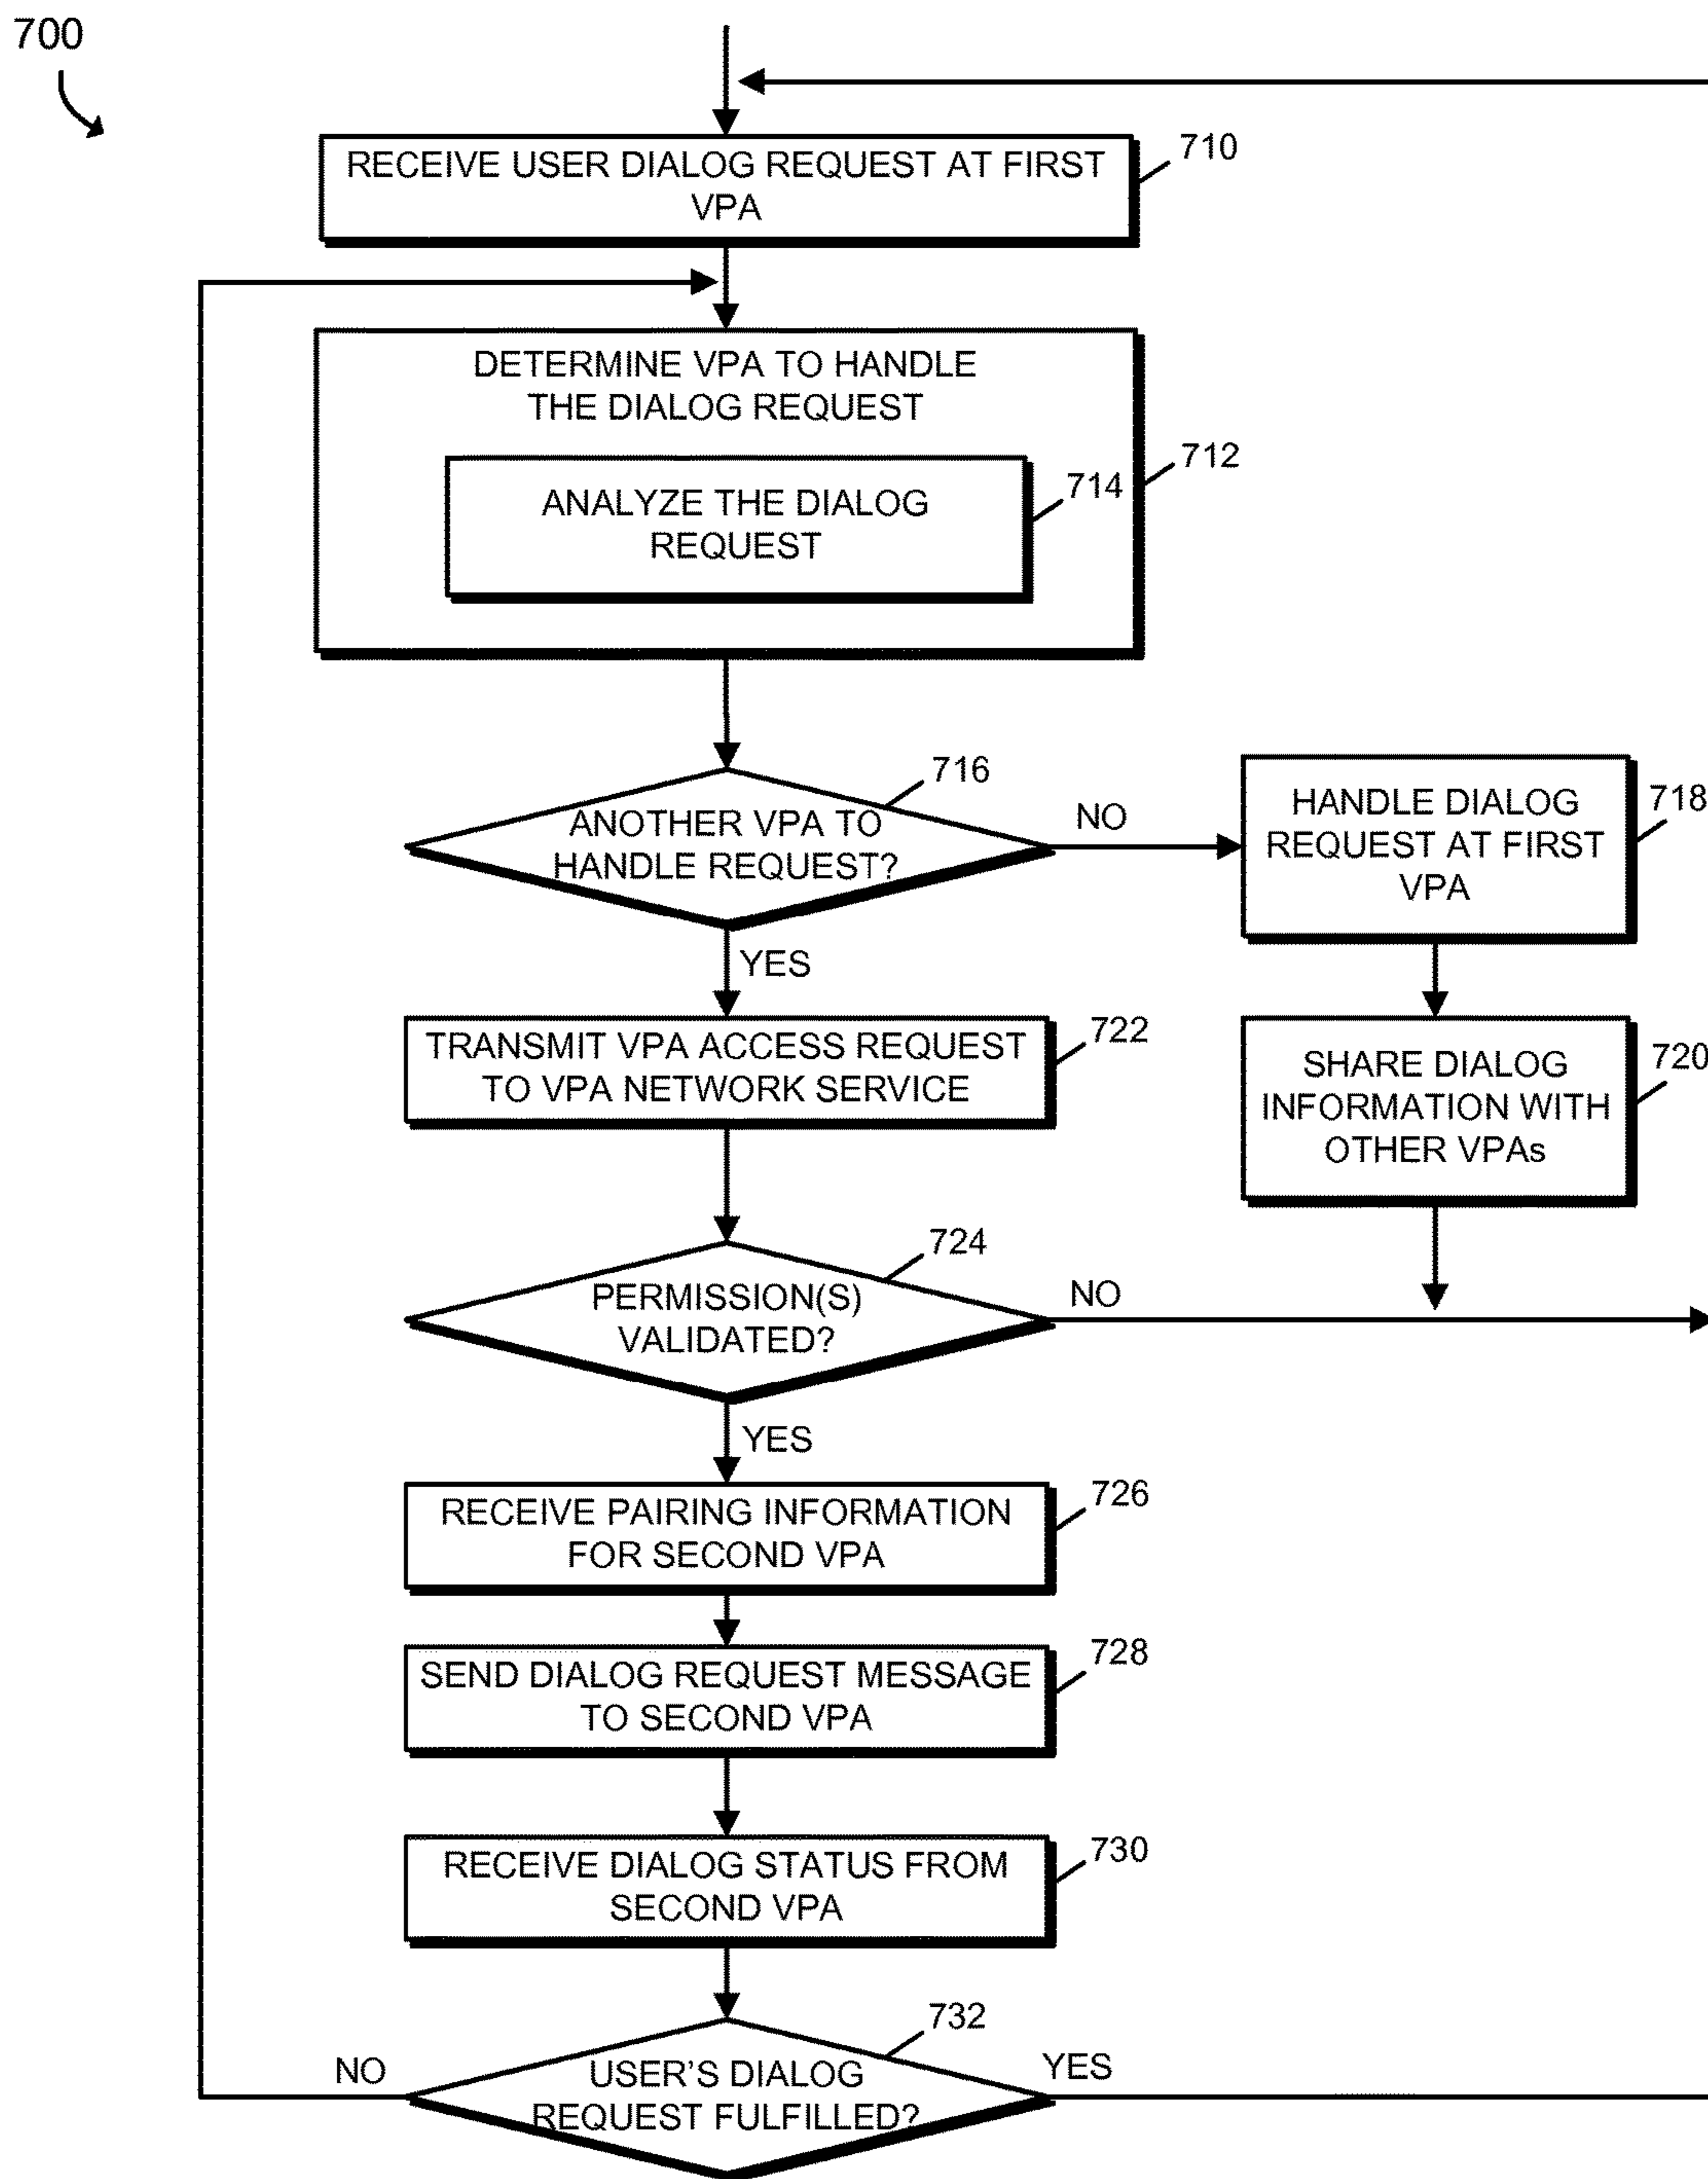 700
RECEIVE USER DIALOG REQUEST AT FIRST
VPA
710
DETERMINE VPA TO HANDLE
THE DIALOG REQUEST
712
ANALYZE THE DIALOG
REQUEST
714
ANOTHER VPA TO
HANDLE REQUEST?
716
NO
HANDLE DIALOG
REQUEST AT FIRST
VPA
718
YES
SHARE DIALOG
INFORMATION WITH
OTHER VPAs
720
TRANSMIT VPA ACCESS REQUEST
TO VPA NETWORK SERVICE
722
PERMISSION(S)
VALIDATED?
724
NO
YES
RECEIVE PAIRING INFORMATION
FOR SECOND VPA
726
SEND DIALOG REQUEST MESSAGE
TO SECOND VPA
728
RECEIVE DIALOG STATUS FROM
SECOND VPA
730
USER'S DIALOG
REQUEST FULFILLED?
732
NO
YES